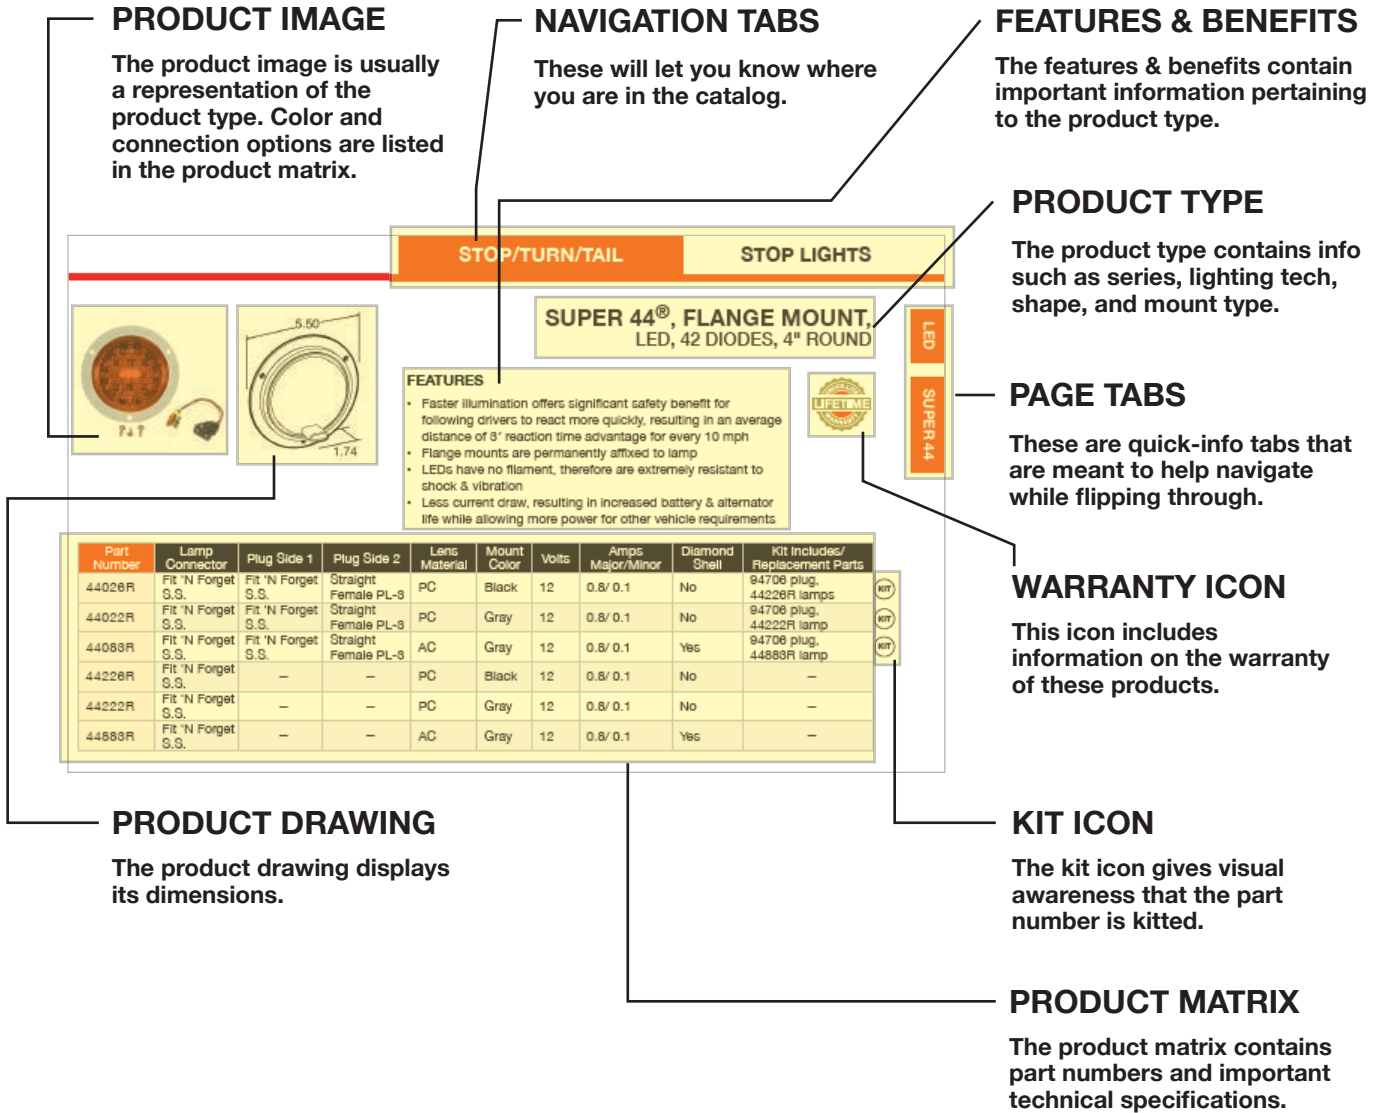 PRODUCT IMAGE
The product image is usually
a representation of the
product type. Color and
connection options are listed
in the product matrix.
NAVIGATION TABS
These will let you know where
you are in the catalog.
FEATURES & BENEFITS
The features & benefits contain
important information pertaining
to the product type.
PRODUCT TYPE
The product type contains info
such as series, lighting tech,
shape, and mount type.
STOP/TURN/TAIL
STOP LIGHTS
5.50
1.74
SUPER 44®, FLANGE MOUNT,
LED, 42 DIODES, 4" ROUND
LED
SUPER 44
LIFETIME
FEATURES
• Faster illumination offers significant safety benefit for
following drivers to react more quickly, resulting in an average
distance of 8' reaction time advantage for every 10 mph
• Flange mounts are permanently affixed to lamp
• LEDs have no filament, therefore are extremely resistant to
shock & vibration
• Less current draw, resulting in increased battery & alternator
life while allowing more power for other vehicle requirements
PAGE TABS
These are quick-info tabs that
are meant to help navigate
while flipping through.
Part Number Lamp Connector Plug Side 1 Plug Side 2 Lens Material Mount Color Volts Amps Major/Minor Diamond Shell Kit Includes/ Replacement Parts
44026R Fit 'N Forget S.S. Fit 'N Forget S.S. Straight Female PL-3 PC Black 12 0.8/ 0.1 No 94706 plug, 44226R lamps KIT
44022R Fit 'N Forget S.S. Fit 'N Forget S.S. Straight Female PL-3 PC Gray 12 0.8/ 0.1 No 94706 plug, 44222R lamp KIT
44083R Fit 'N Forget S.S. Fit 'N Forget S.S. Straight Female PL-3 AC Gray 12 0.8/ 0.1 Yes 94706 plug, 44883R lamp KIT
44226R Fit 'N Forget S.S. – – PC Black 12 0.8/ 0.1 No –
44222R Fit 'N Forget S.S. – – PC Gray 12 0.8/ 0.1 No –
44883R Fit 'N Forget S.S. – – AC Gray 12 0.8/ 0.1 Yes –
WARRANTY ICON
This icon includes
information on the warranty
of these products.
PRODUCT DRAWING
The product drawing displays
its dimensions.
KIT ICON
The kit icon gives visual
awareness that the part
number is kitted.
PRODUCT MATRIX
The product matrix contains
part numbers and important
technical specifications.